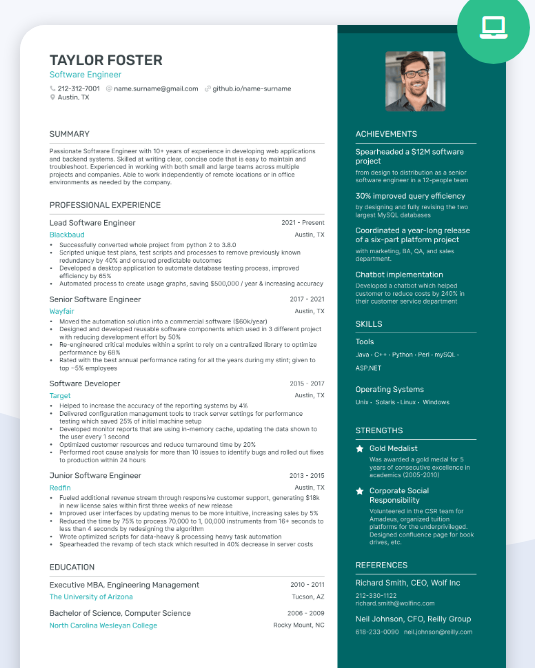 TAYLOR FOSTER
Software Engineer
212-312-7001 name.surname@gmail.com github.io/name-surname
Austin, TX
SUMMARY
Passionate Software Engineer with 10+ years of experience in developing web applications
and backend systems. Skilled at writing clear, concise code that is easy to maintain and
troubleshoot. Experienced in working with both small and large teams across multiple
projects and companies. Able to work independently of remote locations or in office
environments as needed by the company.
PROFESSIONAL EXPERIENCE
Lead Software Engineer 2021 - Present
Blackbaud Austin, TX
• Successfully converted whole project from python 2 to 3.8.0
• Scripted unique test plans, test scripts and processes to remove previously known
redundancy by 40% and ensured predictable outcomes
• Developed a desktop application to automate database testing process, improved
efficiency by 65%
• Automated process to create usage graphs, saving $500,000 / year & increasing accuracy
Senior Software Engineer 2017 - 2021
Wayfair Austin, TX
• Moved the automation solution into a commercial software ($60k/year)
• Designed and developed reusable software components which used in 3 different project
with reducing development effort by 50%
• Re-engineered critical modules within a sprint to rely on a centralized library to optimize
performance by 68%
• Rated with the best annual performance rating for all the years during my stint; given to
top ~5% employees
Software Developer 2015 - 2017
Target Austin, TX
• Helped to increase the accuracy of the reporting systems by 4%
• Delivered configuration management tools to track server settings for performance
testing which saved 25% of initial machine setup
• Developed monitor reports that are using in-memory cache, updating the data shown to
the user every 1 second
• Optimized customer resources and reduce turnaround time by 20%
• Performed root cause analysis for more than 10 issues to identify bugs and rolled out fixes
to production within 24 hours
Junior Software Engineer 2013 - 2015
Redfin Austin, TX
• Fueled additional revenue stream through responsive customer support, generating $18k
in new license sales within first three weeks of new release
• Improved user interfaces by updating menus to be more intuitive, increasing sales by 5%
• Reduced the time by 75% to process 70,000 to 1, 00,000 instruments from 16+ seconds to
less than 4 seconds by redesigning the algorithm
• Wrote optimized scripts for data-heavy & processing heavy task automation
• Spearheaded the revamp of tech stack which resulted in 40% decrease in server costs
EDUCATION
Executive MBA, Engineering Management 2010 - 2011
The University of Arizona Tucson, AZ
Bachelor of Science, Computer Science 2006 - 2009
North Carolina Wesleyan College Rocky Mount, NC
ACHIEVEMENTS
Spearheaded a $12M software
project
from design to distribution as a senior
software engineer in a 12-people team
30% improved query efficiency
by designing and fully revising the two
largest MySQL databases
Coordinated a year-long release
of a six-part platform project
with marketing, BA, QA, and sales
department.
Chatbot implementation
Developed a chatbot which helped
customer to reduce costs by 240% in
their customer service department
SKILLS
Tools
Java · C++ · Python · Perl · mySQL ·
ASP.NET
Operating Systems
Unix · Solaris · Linux · Windows
STRENGTHS
Gold Medalist
Was awarded a gold medal for 5
years of consecutive excellence in
academics (2005-2010)
Corporate Social
Responsibility
Volunteered in the CSR team for
Amadeus, organized tuition
platforms for the underprivileged.
Designed confluence page for book
drives, etc.
REFERENCES
Richard Smith, CEO, Wolf Inc
212-330-1122
richard.smith@wolfinc.com
Neil Johnson, CFO, Reilly Group
616-233-0090 neil.johnson@reilly.com